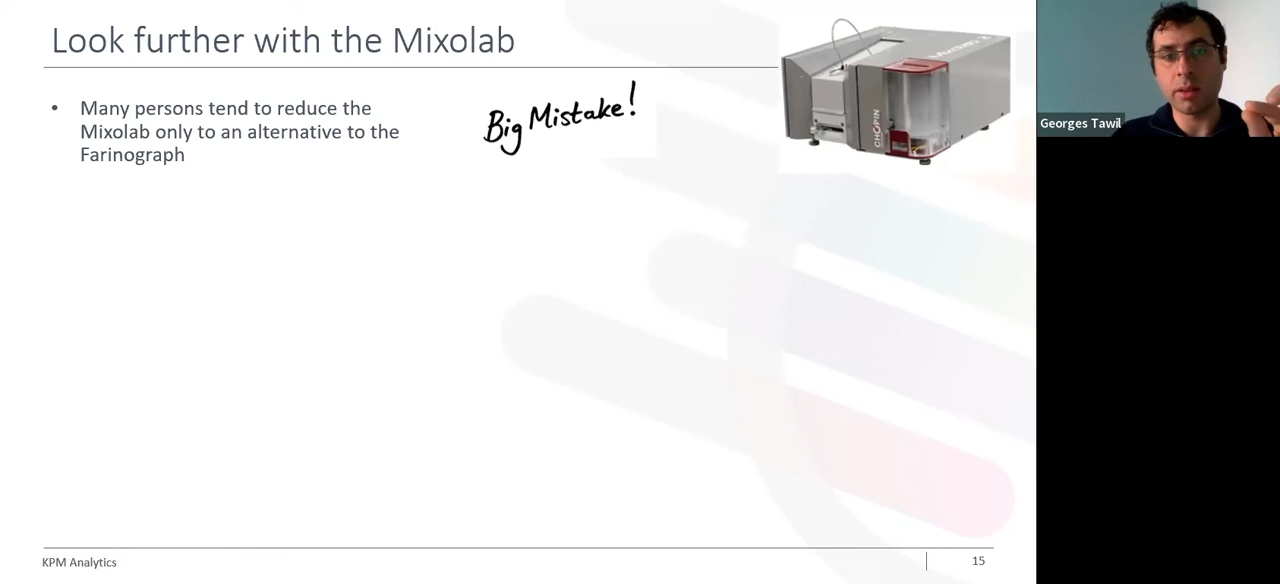 Look further with the Mixolab
• Many persons tend to reduce the
Mixolab only to an alternative to the
Farinograph
Big Mistake!
CHOPIN
Georges Tawil
KPM Analytics
15